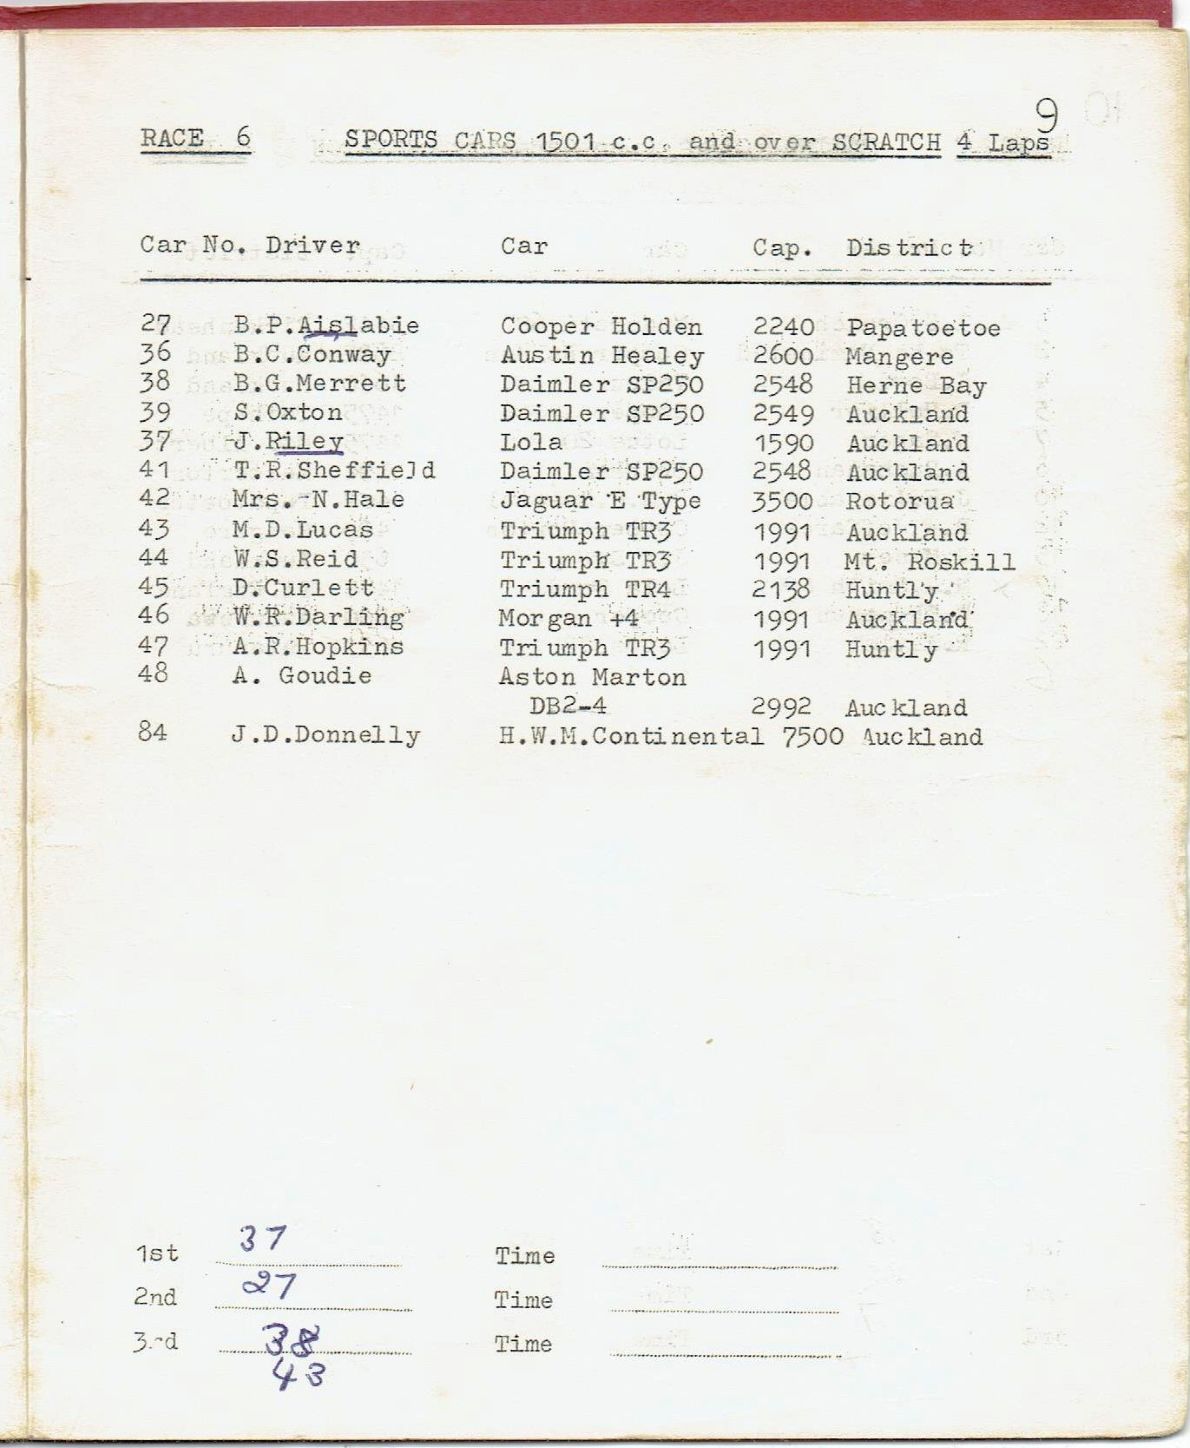 9
RACE 6 SPORTS CARS 1501 c.c. and over SCRATCH 4 Laps
Car No. Driver Car Cap. District
27 B.P.Aislabie Cooper Holden 2240 Papatoetoe
36 B.C.Conway Austin Healey 2600 Mangere
38 B.G.Merrett Daimler SP250 2548 Herne Bay
39 S.Oxton Daimler SP250 2549 Auckland
37 J.Riley Lola 1590 Auckland
41 T.R.Sheffield Daimler SP250 2548 Auckland
42 Mrs. N.Hale Jaguar E Type 3500 Rotorua
43 M.D.Lucas Triumph TR3 1991 Auckland
44 W.S.Reid Triumph TR3 1991 Mt. Roskill
45 D.Curlett Triumph TR4 2138 Huntly
46 W.R.Darling Morgan +4 1991 Auckland
47 A.R.Hopkins Triumph TR3 1991 Huntly
48 A. Goudie Aston Marton
DB2-4 2992 Auckland
84 J.D.Donnelly H.W.M.Continental 7500 Auckland
1st 37 Time
2nd 27 Time
3rd 38 Time
43